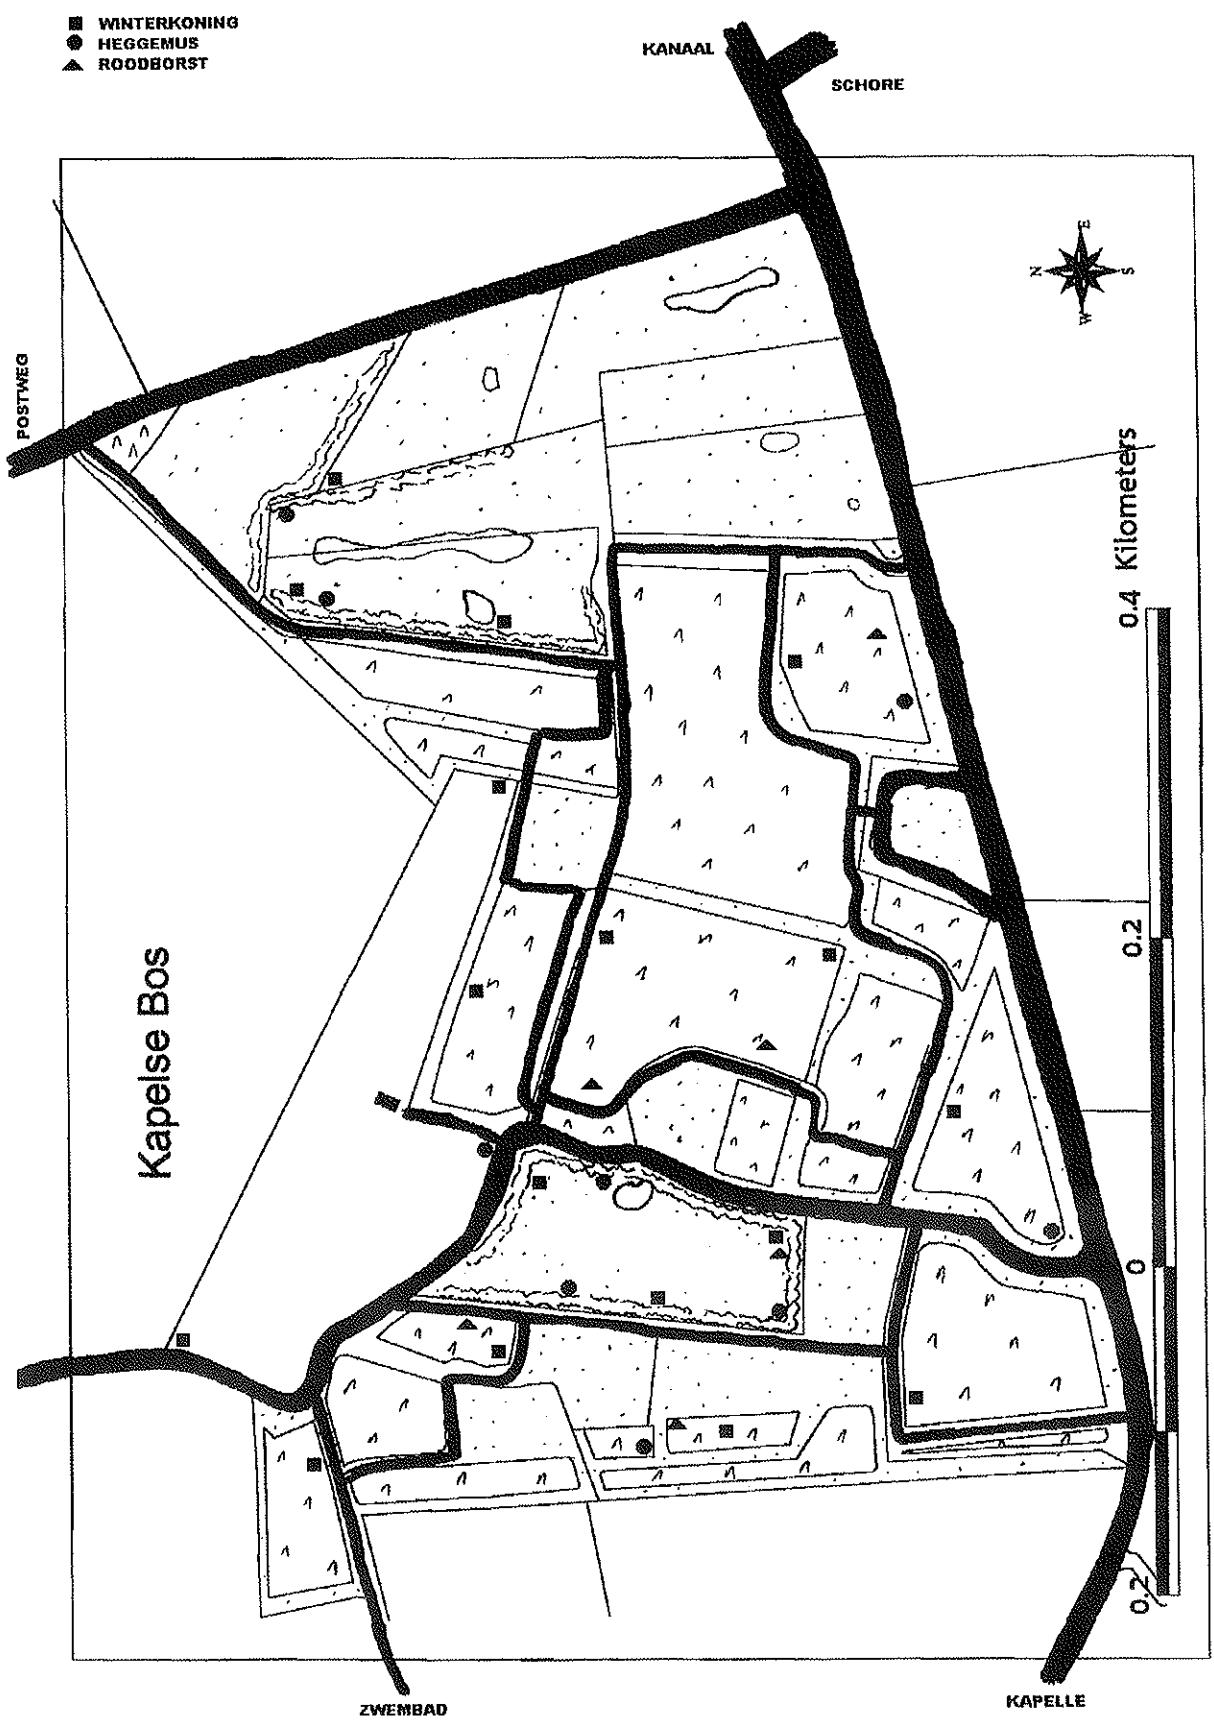 WINTERKONING
HEGGEMUS
ROODBORST
KANAAL
SCHORE
POSTWEG
N
E
S
W
Kapelse Bos
0.4 Kilometers
0.2
0
0.2
ZWEMBAD
KAPELLE